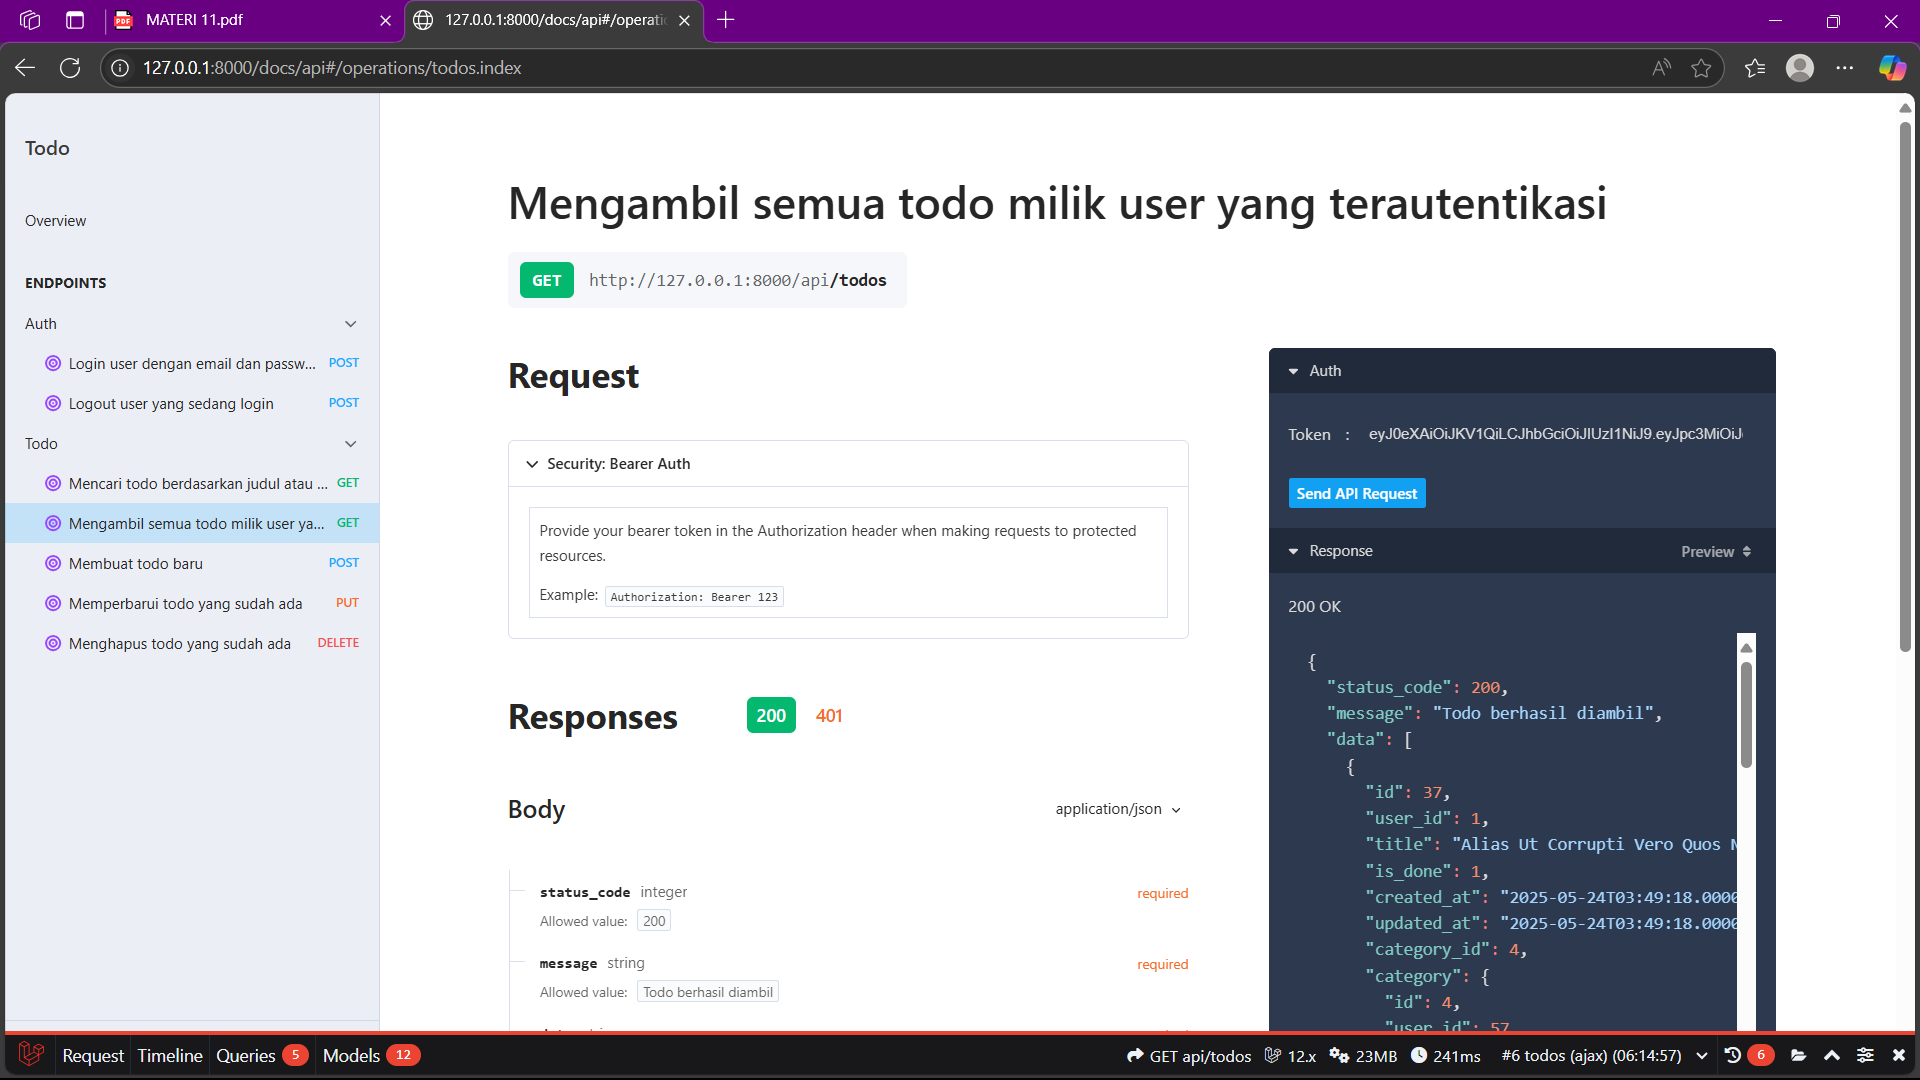 MATERI 11.pdf
127.0.0.1:8000/docs/api#/operati
127.0.0.1:8000/docs/api#/operations/todos.index
Todo
Overview
ENDPOINTS
Auth
Login user dengan email dan passw... POST
Logout user yang sedang login POST
Todo
Mencari todo berdasarkan judul atau ... GET
Mengambil semua todo milik user ya... GET
Membuat todo baru POST
Memperbarui todo yang sudah ada PUT
Menghapus todo yang sudah ada DELETE
Mengambil semua todo milik user yang terautentikasi
GET http://127.0.0.1:8000/api/todos
Request
Security: Bearer Auth
Provide your bearer token in the Authorization header when making requests to protected
resources.
Example: Authorization: Bearer 123
Responses 200 401
Body application/json
status_code integer required
Allowed value: 200
message string required
Allowed value: Todo berhasil diambil
Auth
Token : eyJ0eXAiOiJKV1QiLCJhbGciOiJIUzI1NiJ9.eyJpc3MiOiJ
Send API Request
Response Preview
200 OK
{
"status_code": 200,
"message": "Todo berhasil diambil",
"data": [
{
"id": 37,
"user_id": 1,
"title": "Alias Ut Corrupti Vero Quos
"is_done": 1,
"created_at": "2025-05-24T03:49:18.0000
"updated_at": "2025-05-24T03:49:18.0000
"category_id": 4,
"category": {
"id": 4,
"user_id": 57
Request Timeline Queries 5 Models 12 GET api/todos 12.x 23MB 241ms #6 todos (ajax) (06:14:57) 6